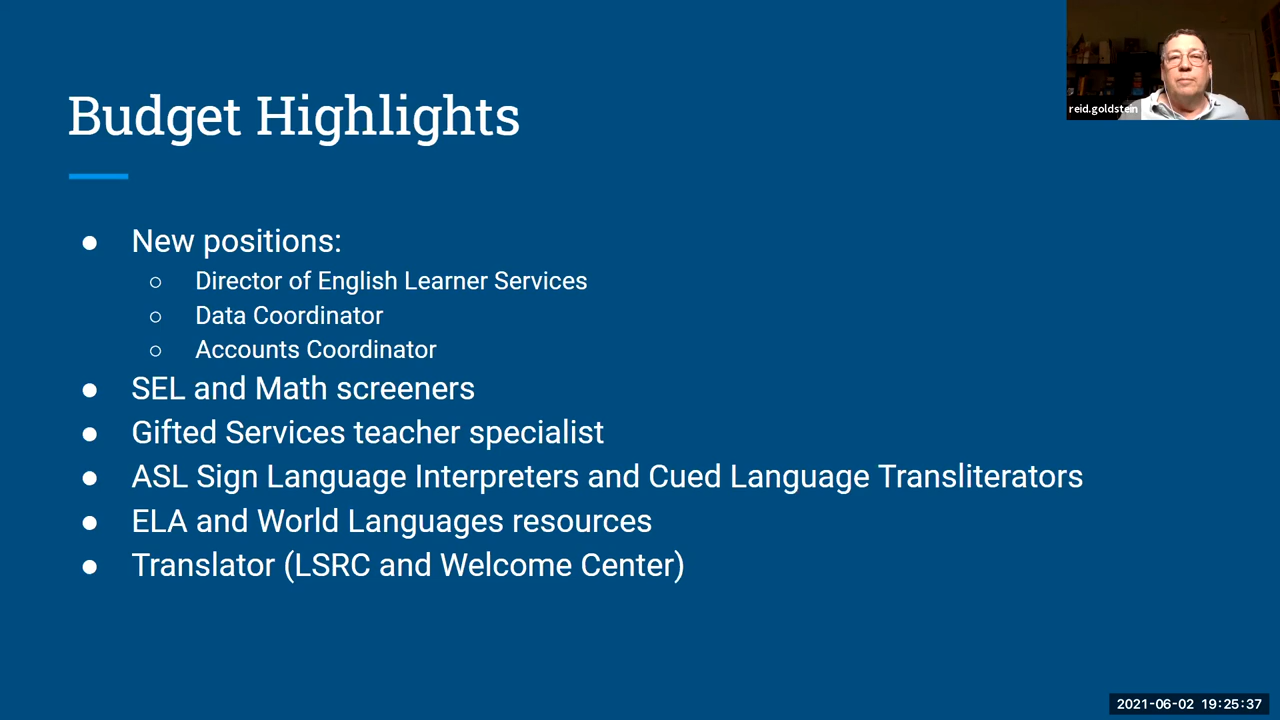 Budget Highlights
reid.goldstein
● New positions:
○ Director of English Learner Services
○ Data Coordinator
○ Accounts Coordinator
● SEL and Math screeners
● Gifted Services teacher specialist
● ASL Sign Language Interpreters and Cued Language Transliterators
● ELA and World Languages resources
● Translator (LSRC and Welcome Center)
2021-06-02 19:25:37